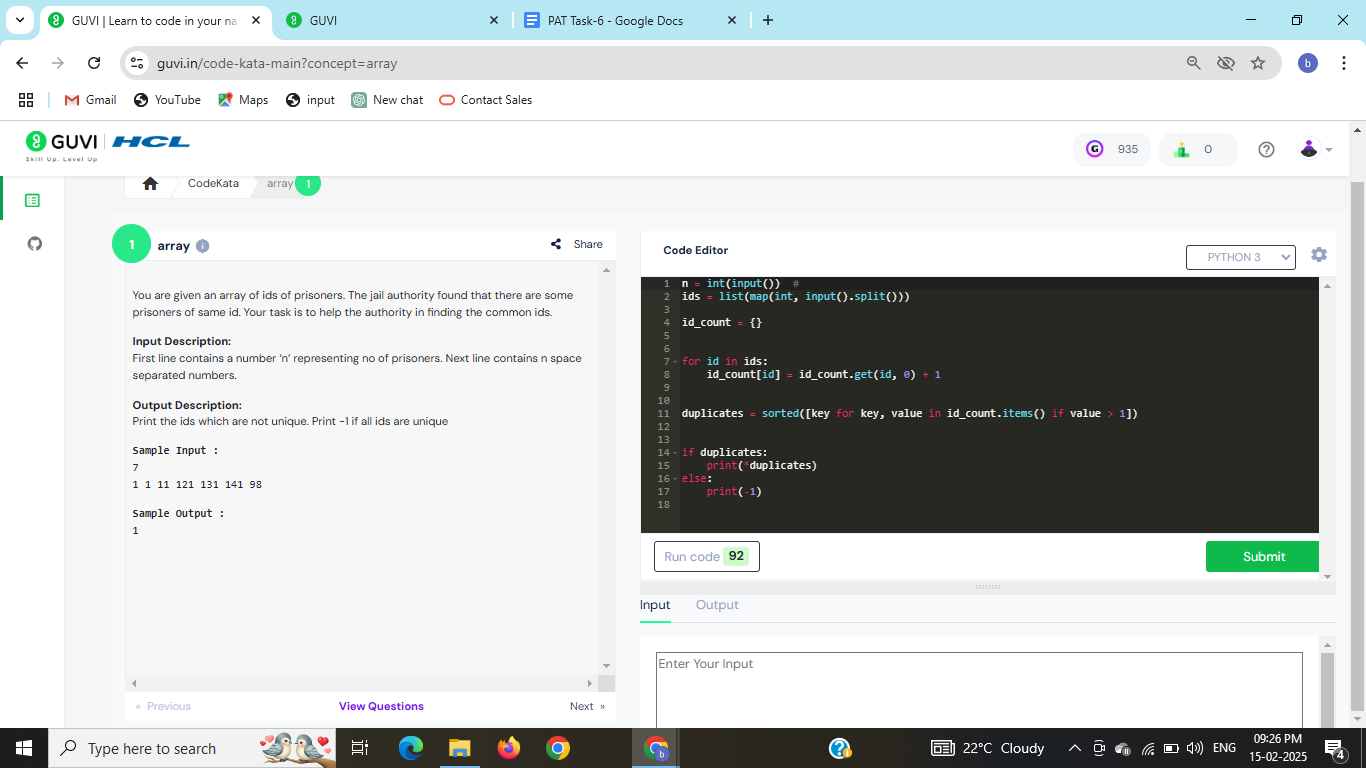 GUVI | Learn to code in your na
GUVI
PAT Task-6 - Google Docs
guvi.in/code-kata-main?concept=array
b
Gmail
YouTube
Maps
input
New chat
Contact Sales
GUVI
HCL
Skill Up. Level Up
G 935
0
CodeKata
array
1
1
array
Share
You are given an array of ids of prisoners. The jail authority found that there are some
prisoners of same id. Your task is to help the authority in finding the common ids.
Input Description:
First line contains a number ‘n’ representing no of prisoners. Next line contains n space
separated numbers.
Output Description:
Print the ids which are not unique. Print -1 if all ids are unique
Sample Input :
7
1 1 11 121 131 141 98
Sample Output :
1
« Previous
View Questions
Next »
Code Editor
PYTHON 3
1 n = int(input())  #
2 ids = list(map(int, input().split()))
3
4 id_count = {}
5
6
7 for id in ids:
8     id_count[id] = id_count.get(id, 0) + 1
9
10
11 duplicates = sorted([key for key, value in id_count.items() if value > 1])
12
13
14 if duplicates:
15     print(*duplicates)
16 else:
17     print(-1)
18
Run code 92
Submit
Input
Output
Enter Your Input
Type here to search
b
22°C Cloudy
ENG
09:26 PM
15-02-2025
4